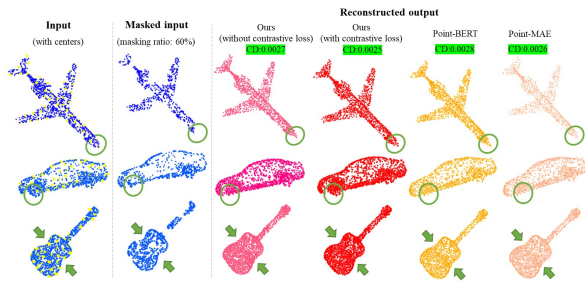 Reconstructed output
Input
(with centers)
Masked input
(masking ratio: 60%)
Ours
(without contrastive loss)
CD:0.0027
Ours
(with contrastive loss)
CD:0.0025
Point-BERT
CD:0.0028
Point-MAE
CD:0.0026